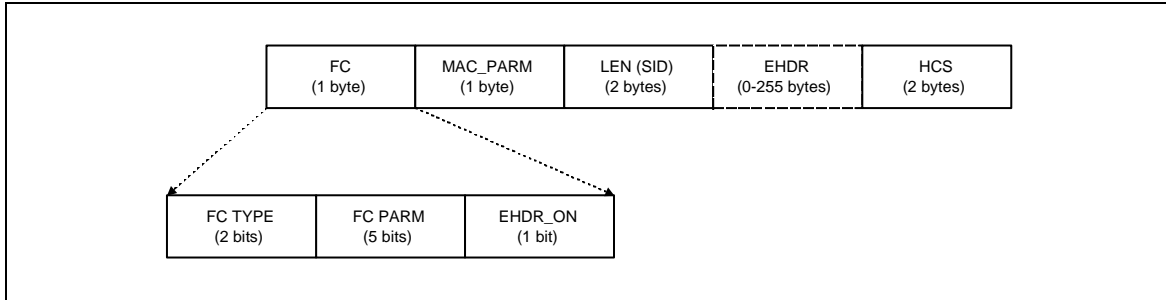 FC
(1 byte)
MAC_PARM
(1 byte)
LEN (SID)
(2 bytes)
EHDR
(0-255 bytes)
HCS
(2 bytes)
FC TYPE
(2 bits)
FC PARM
(5 bits)
EHDR_ON
(1 bit)